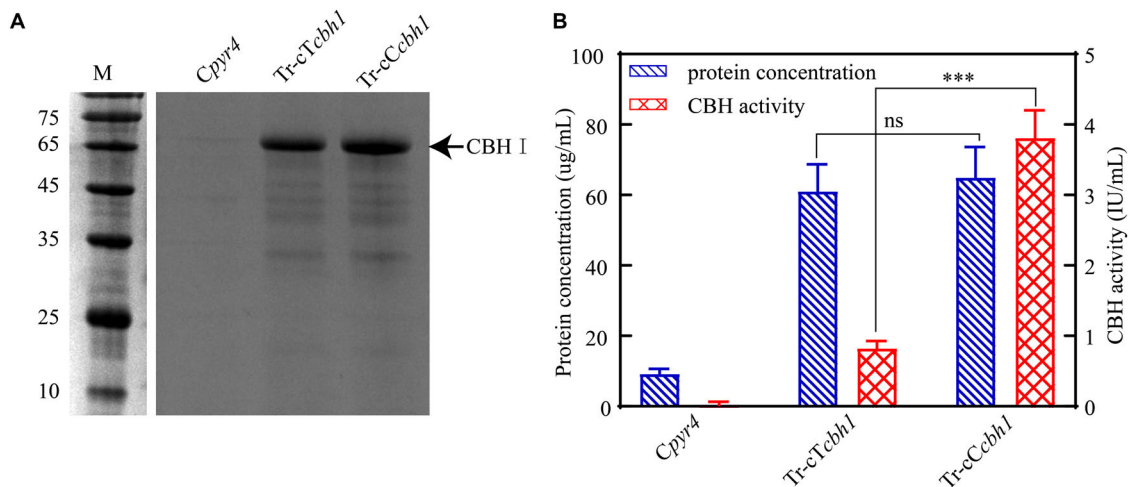 A
M
Cpyr4
Tr-cTcbh1
Tr-cCcbh1
75
65
45
35
25
10
CBH I
B
protein concentration
CBH activity
***
ns
Protein concentration (ug/mL)
100
80
60
40
20
0
CBH activity (IU/mL)
5
4
3
2
1
0
Cpyr4
Tr-cTcbh1
Tr-cCcbh1